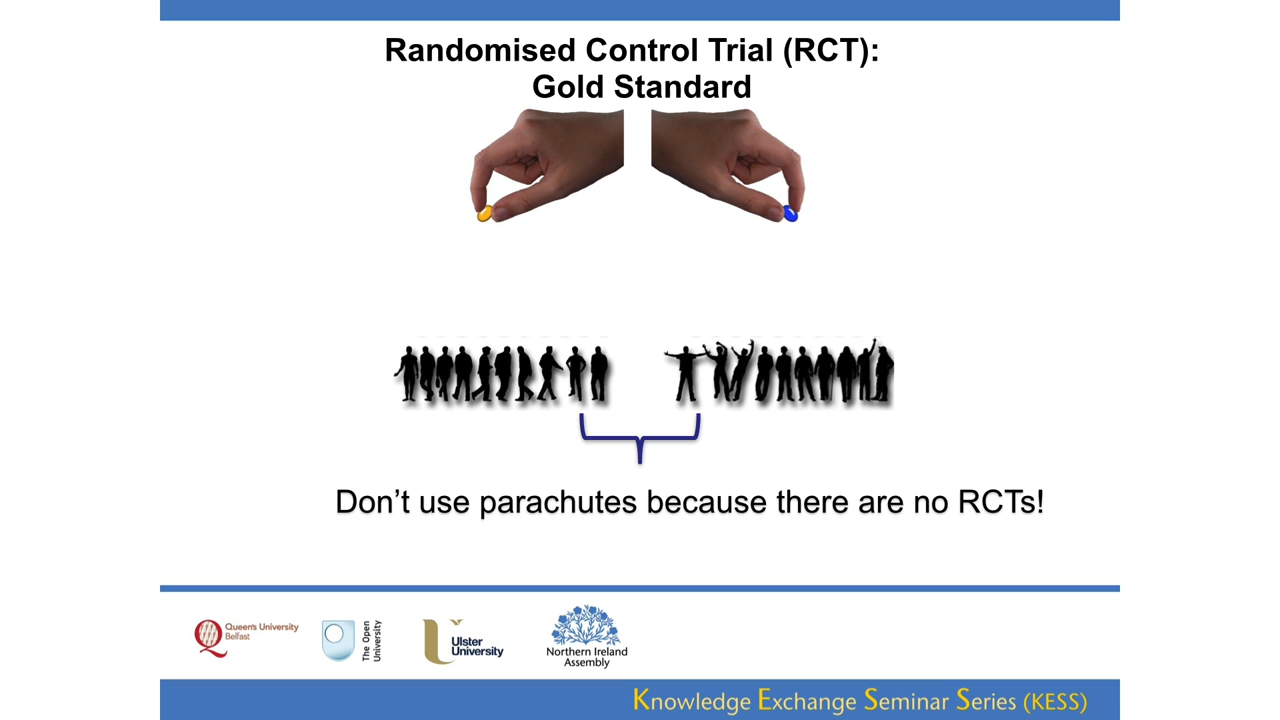 Randomised Control Trial (RCT):
Gold Standard
Don't use parachutes because there are no RCTs!
Queen's University
Belfast
The Open
University
Ulster
University
Northern Ireland
Assembly
Knowledge Exchange Seminar Series (KESS)